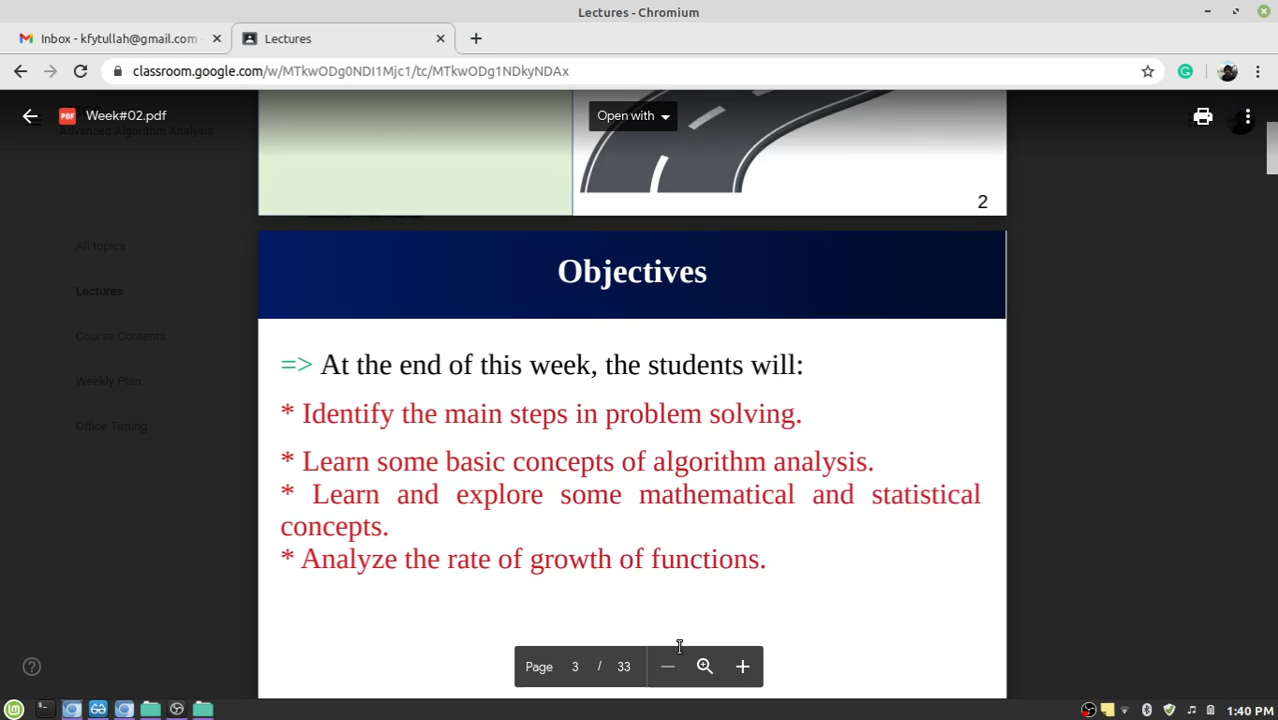 Lectures - Chromium
Inbox - kfytullah@gmail.com -
Lectures
classroom.google.com/w/MTkwODg0NDI1Mjc1/tc/MTkwODg1NDkyNDAx
PDF
Week#02.pdf
Open with
Advanced Algorithm Analysis
2
All topics
Lectures
Course Contents
Weekly Plan
Office Timing
Objectives
=> At the end of this week, the students will:
* Identify the main steps in problem solving.
* Learn some basic concepts of algorithm analysis.
* Learn and explore some mathematical and statistical
concepts.
* Analyze the rate of growth of functions.
Page 3 / 33
1:40 PM